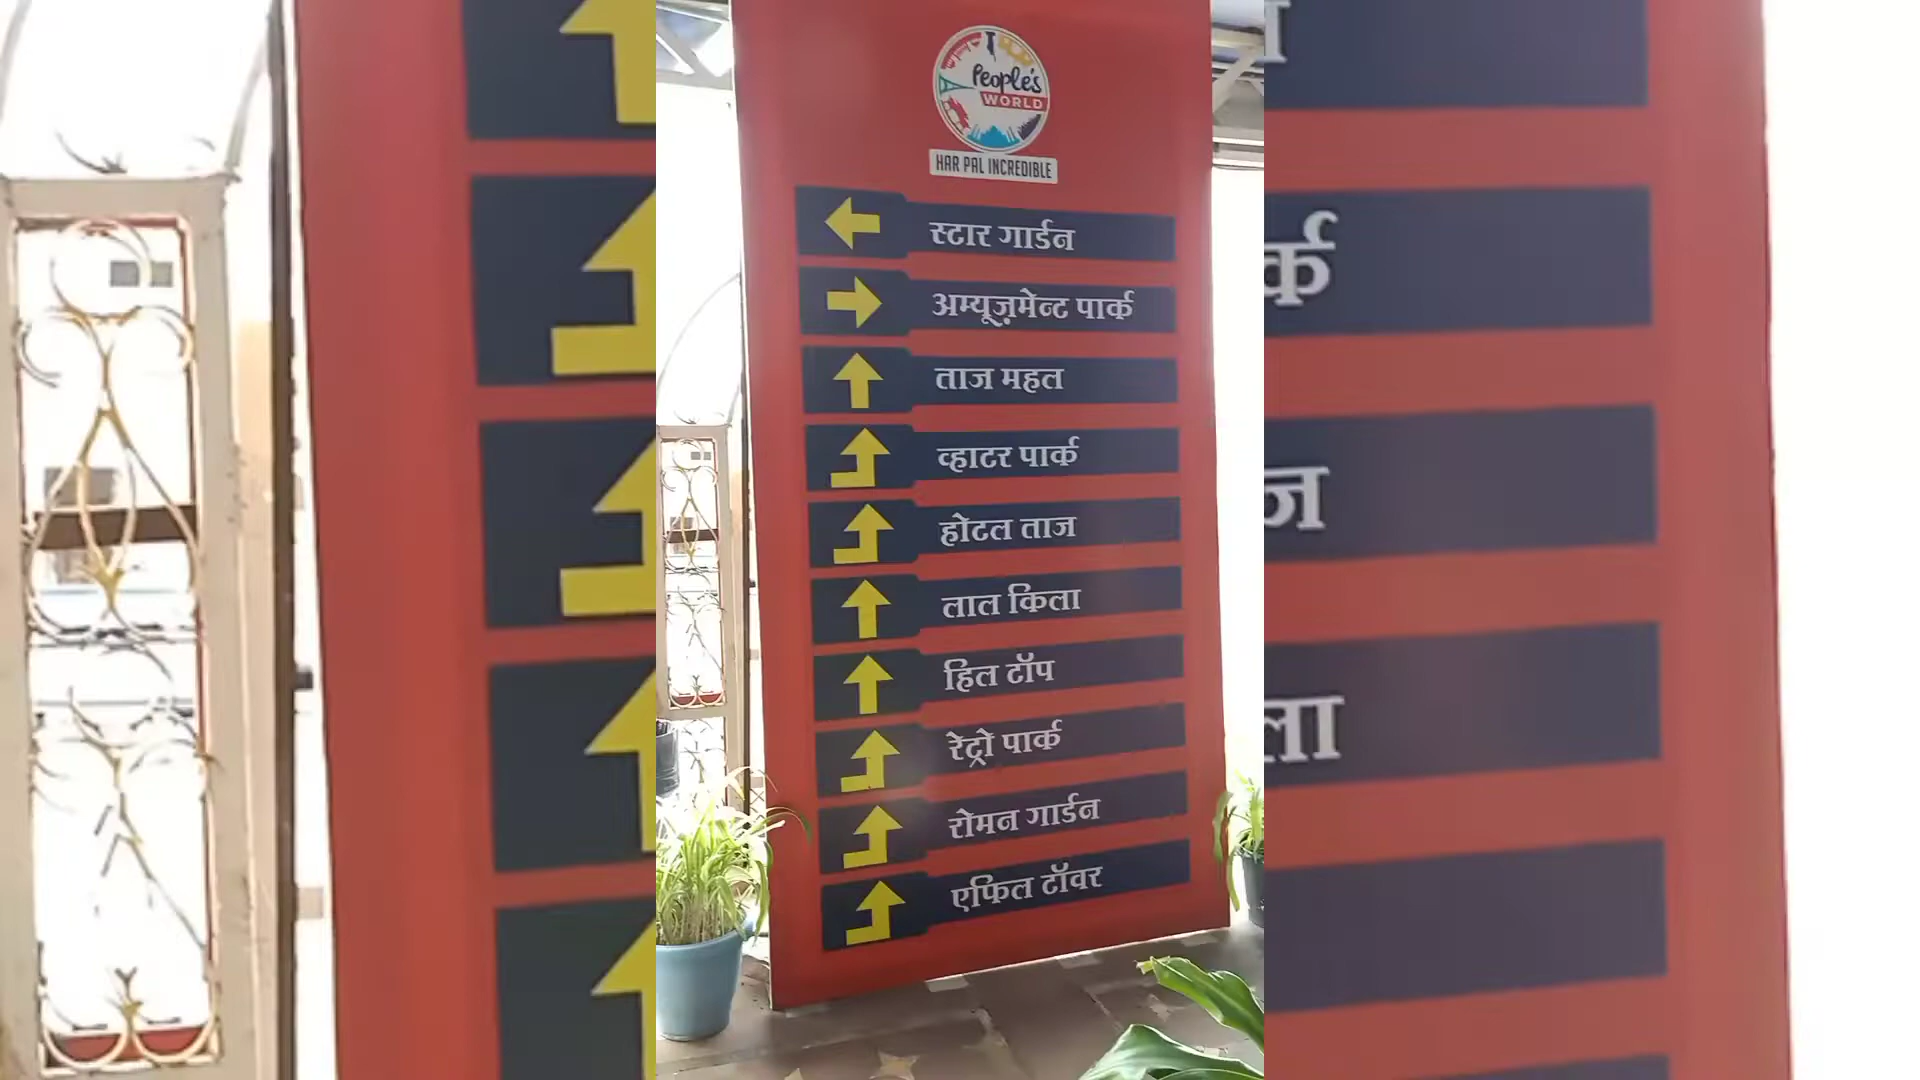 People's
WORLD
HAR PAL INCREDIBLE
स्टार गार्डन
अम्यूज़मेन्ट पार्क
ताज महल
व्हाटर पार्क
होटल ताज
लाल किला
हिल टॉप
रेट्रो पार्क
रोमन गार्डन
एफिल टॉवर